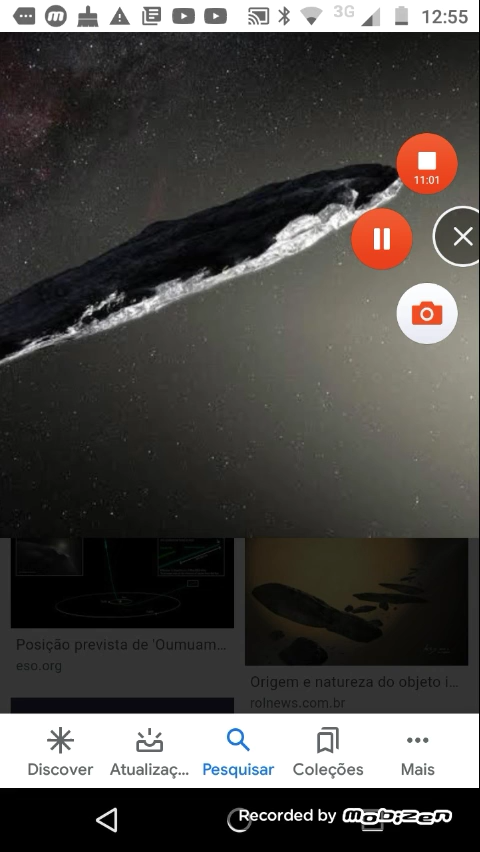 3G
12:55
11:01
Posição prevista de 'Oumuam...
eso.org
Origem e natureza do objeto i...
rolnews.com.br
Discover
Atualizaç...
Pesquisar
Coleções
Mais
Recorded by Mobizen